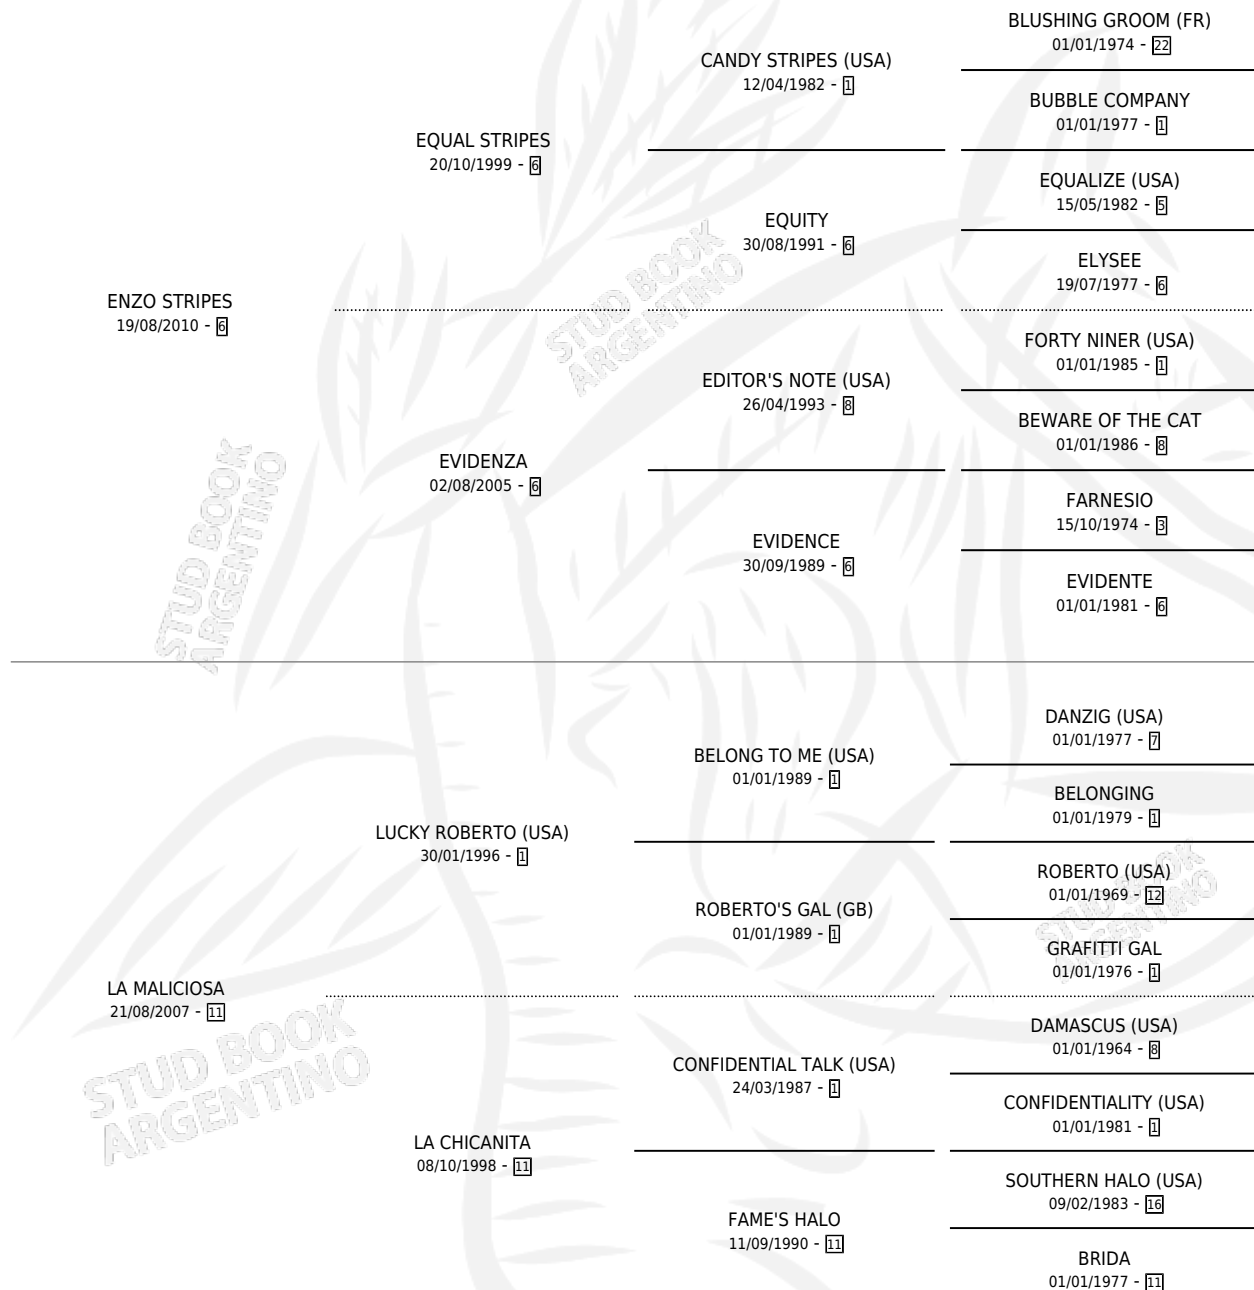 BLUSHING GROOM (FR)
01/01/1974 - 22
CANDY STRIPES (USA)
12/04/1982 - 1
BUBBLE COMPANY
01/01/1977 - 1
EQUAL STRIPES
20/10/1999 - 6
EQUALIZE (USA)
15/05/1982 - 5
EQUITY
30/08/1991 - 6
ELYSEE
19/07/1977 - 6
ENZO STRIPES
19/08/2010 - 6
STUD BOOK
ARGENTINO
FORTY NINER (USA)
01/01/1985 - 1
EDITOR'S NOTE (USA)
26/04/1993 - 8
BEWARE OF THE CAT
01/01/1986 - 8
EVIDENZA
02/08/2005 - 6
FARNESIO
15/10/1974 - 3
EVIDENCE
30/09/1989 - 6
EVIDENTE
01/01/1981 - 6
STUD BOOK
ARGENTINO
DANZIG (USA)
01/01/1977 - 7
BELONG TO ME (USA)
01/01/1989 - 1
BELONGING
01/01/1979 - 1
LUCKY ROBERTO (USA)
30/01/1996 - 1
ROBERTO (USA)
01/01/1969 - 12
STUD BOOK
ARGENTINO
ROBERTO'S GAL (GB)
01/01/1989 - 1
GRAFITTI GAL
01/01/1976 - 1
LA MALICIOSA
21/08/2007 - 11
STUD BOOK
ARGENTINO
DAMASCUS (USA)
01/01/1964 - 8
CONFIDENTIAL TALK (USA)
24/03/1987 - 1
CONFIDENTIALITY (USA)
01/01/1981 - 1
LA CHICANITA
08/10/1998 - 11
SOUTHERN HALO (USA)
09/02/1983 - 16
FAME'S HALO
11/09/1990 - 11
BRIDA
01/01/1977 - 11